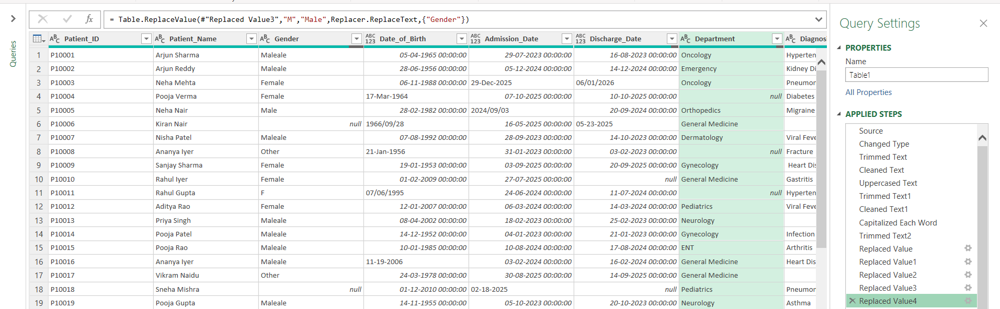 = Table.ReplaceValue(#"Replaced Value3","M","Male",Replacer.ReplaceText,{"Gender"})
Queries
Patient_ID Patient_Name Gender Date_of_Birth Admission_Date Discharge_Date Department Diagnosi
1 P10001 Arjun Sharma Maleale 05-04-1965 00:00:00 29-07-2023 00:00:00 16-08-2023 00:00:00 Oncology Hyperten
2 P10002 Arjun Reddy Maleale 28-06-1956 00:00:00 05-12-2024 00:00:00 14-12-2024 00:00:00 Emergency Kidney Di
3 P10003 Neha Mehta Female 06-11-1988 00:00:00 29-Dec-2025 06/01/2026 Oncology Pneumor
4 P10004 Pooja Verma Female 17-Mar-1964 07-10-2025 00:00:00 10-10-2025 00:00:00 null Diabetes
5 P10005 Neha Nair Male 28-02-1982 00:00:00 2024/09/03 20-09-2024 00:00:00 Orthopedics Migraine
6 P10006 Kiran Nair null 1966/09/28 16-05-2025 00:00:00 05-23-2025 General Medicine
7 P10007 Nisha Patel Maleale 07-08-1992 00:00:00 28-09-2023 00:00:00 14-10-2023 00:00:00 Dermatology Viral Feve
8 P10008 Ananya Iyer Other 21-Jan-1956 31-01-2023 00:00:00 03-02-2023 00:00:00 null Fracture
9 P10009 Sanjay Sharma Female 19-01-1953 00:00:00 03-09-2025 00:00:00 20-09-2025 00:00:00 Gynecology Heart Dis
10 P10010 Rahul Iyer Female 01-02-2009 00:00:00 27-07-2025 00:00:00 null General Medicine Gastritis
11 P10011 Rahul Gupta F 07/06/1995 24-06-2024 00:00:00 11-07-2024 00:00:00 null Hyperten
12 P10012 Aditya Rao Female 12-01-2007 00:00:00 06-03-2024 00:00:00 14-03-2024 00:00:00 Pediatrics Viral Feve
13 P10013 Priya Singh Maleale 08-04-2002 00:00:00 18-02-2023 00:00:00 25-02-2023 00:00:00 Neurology
14 P10014 Pooja Patel Maleale 14-12-1952 00:00:00 04-01-2023 00:00:00 21-01-2023 00:00:00 Gynecology Infection
15 P10015 Pooja Rao Maleale 10-01-1985 00:00:00 10-08-2024 00:00:00 17-08-2024 00:00:00 ENT Arthritis
16 P10016 Ananya Iyer Maleale 11-19-2006 03-02-2024 00:00:00 16-02-2024 00:00:00 General Medicine Heart Dis
17 P10017 Vikram Naidu Other 24-03-1978 00:00:00 30-08-2025 00:00:00 14-09-2025 00:00:00 General Medicine
18 P10018 Sneha Mishra null 01-12-2010 00:00:00 02-18-2025 null Pediatrics Pneumor
19 P10019 Pooja Gupta Maleale 14-11-1955 00:00:00 05-10-2023 00:00:00 20-10-2023 00:00:00 Neurology Asthma
Query Settings
PROPERTIES
Name
Table1
All Properties
APPLIED STEPS
Source
Changed Type
Trimmed Text
Cleaned Text
Uppercased Text
Trimmed Text1
Cleaned Text1
Capitalized Each Word
Trimmed Text2
Replaced Value
Replaced Value1
Replaced Value2
Replaced Value3
Replaced Value4